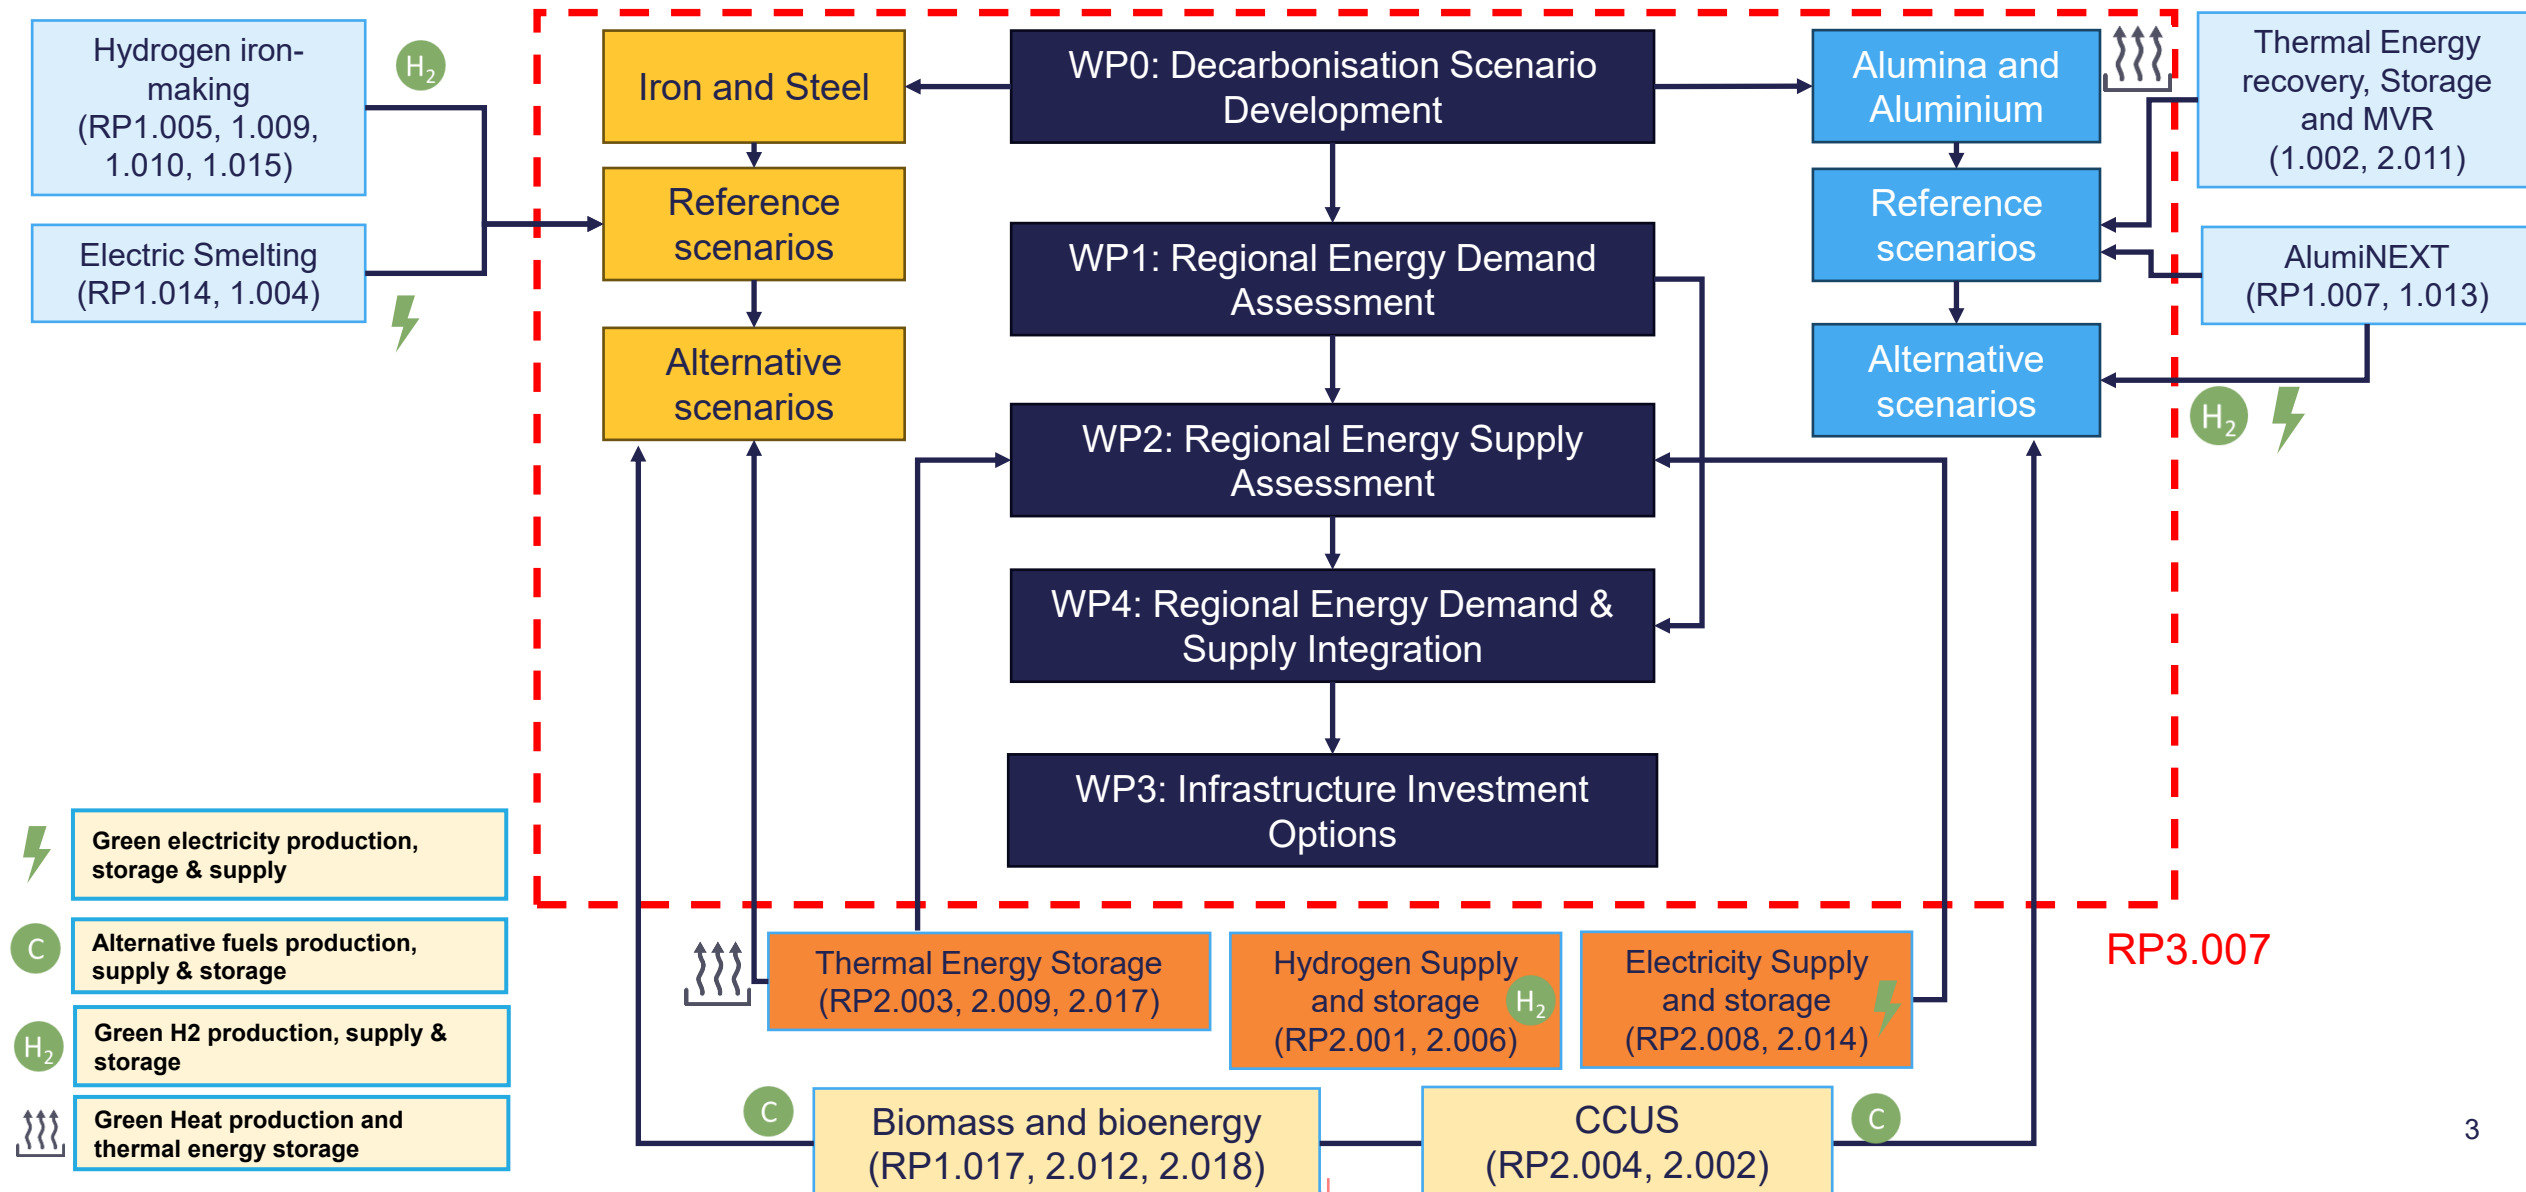 Hydrogen iron-
making
(RP1.005, 1.009,
1.010, 1.015)
H2
Electric Smelting
(RP1.014, 1.004)
Iron and Steel
Reference
scenarios
Alternative
scenarios
WP0: Decarbonisation Scenario
Development
WP1: Regional Energy Demand
Assessment
WP2: Regional Energy Supply
Assessment
WP4: Regional Energy Demand &
Supply Integration
WP3: Infrastructure Investment
Options
Alumina and
Aluminium
Reference
scenarios
Alternative
scenarios
Thermal Energy
recovery, Storage
and MVR
(1.002, 2.011)
AlumiNEXT
(RP1.007, 1.013)
H2
RP3.007
Thermal Energy Storage
(RP2.003, 2.009, 2.017)
Hydrogen Supply
and storage
(RP2.001, 2.006)
H2
Electricity Supply
and storage
(RP2.008, 2.014)
C
Biomass and bioenergy
(RP1.017, 2.012, 2.018)
CCUS
(RP2.004, 2.002)
C
Green electricity production,
storage & supply
C
Alternative fuels production,
supply & storage
H2
Green H2 production, supply &
storage
Green Heat production and
thermal energy storage
3